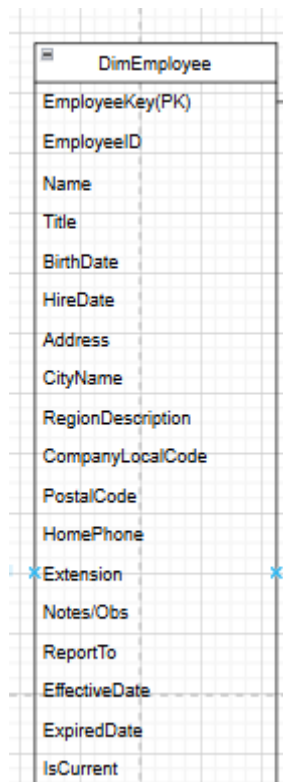 DimEmployee
EmployeeKey(PK)
EmployeeID
Name
Title
BirthDate
HireDate
Address
CityName
RegionDescription
CompanyLocalCode
PostalCode
HomePhone
Extension
Notes/Obs
ReportTo
EffectiveDate
ExpiredDate
IsCurrent